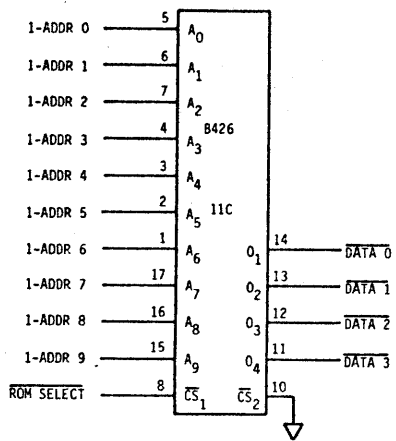 1-ADDR 0 5 A0
1-ADDR 1 6 A1
1-ADDR 2 7 A2
1-ADDR 3 4 A3 B426
1-ADDR 4 3 A4
1-ADDR 5 2 A5 11C
1-ADDR 6 1 A6 O1 14 DATA 0
1-ADDR 7 17 A7 O2 13 DATA 1
1-ADDR 8 16 A8 O3 12 DATA 2
1-ADDR 9 15 A9 O4 11 DATA 3
ROM SELECT 8 CS1 CS2 10